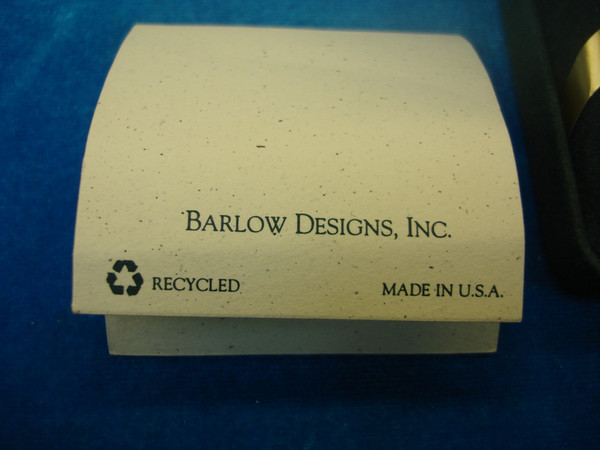 BARLOW DESIGNS, INC.
RECYCLED
MADE IN U.S.A.